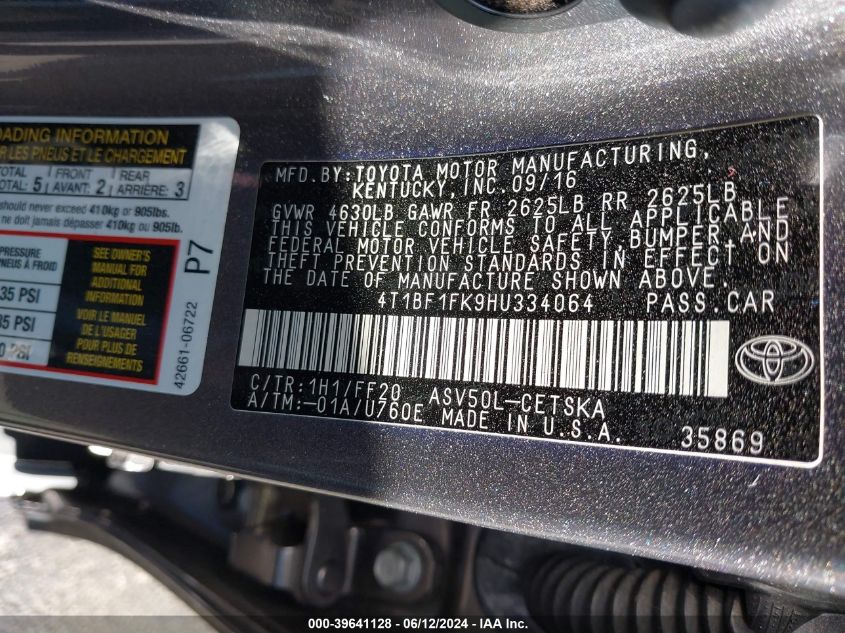 OADING INFORMATION
R LES PNEUS ET LE CHARGEMENT
TOTAL: 5
FRONT
AVANT: 2
REAR
ARRIÈRE: 3
should never exceed 410kg or 905lbs.
ne doit jamais dépasser 410kg ou 905 lbs.
PRESSURE
PNEUS À FROID
35 PSI
35 PSI
0 PSI
SEE OWNER'S
MANUAL FOR
ADDITIONAL
INFORMATION
VOIR LE MANUEL
DE L'USAGER
POUR PLUS DE
RENSEIGNEMENTS
P7
42661-06722
MFD.BY:TOYOTA MOTOR MANUFACTURING,
KENTUCKY, INC. 09/16
GVWR 4630LB GAWR FR 2625LB RR 2625LB
THIS VEHICLE CONFORMS TO ALL APPLICABLE
FEDERAL MOTOR VEHICLE SAFETY, BUMPER, AND
THEFT PREVENTION STANDARDS IN EFFECT ON
THE DATE OF MANUFACTURE SHOWN ABOVE.
4T1BF1FK9HU334064 PASS.CAR
C/TR:1H1/FF20 ASV50L-CETSKA
A/TM:-01A/U760E MADE IN U.S.A. 35869
000-39641128 - 06/12/2024 - IAA Inc.